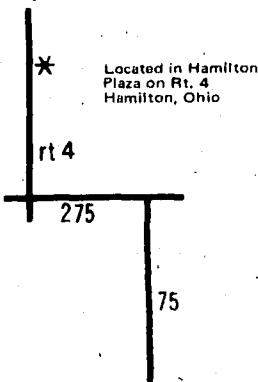 *
Located in Hamilton
Plaza on Rt. 4
Hamilton, Ohio
rt 4
275
75